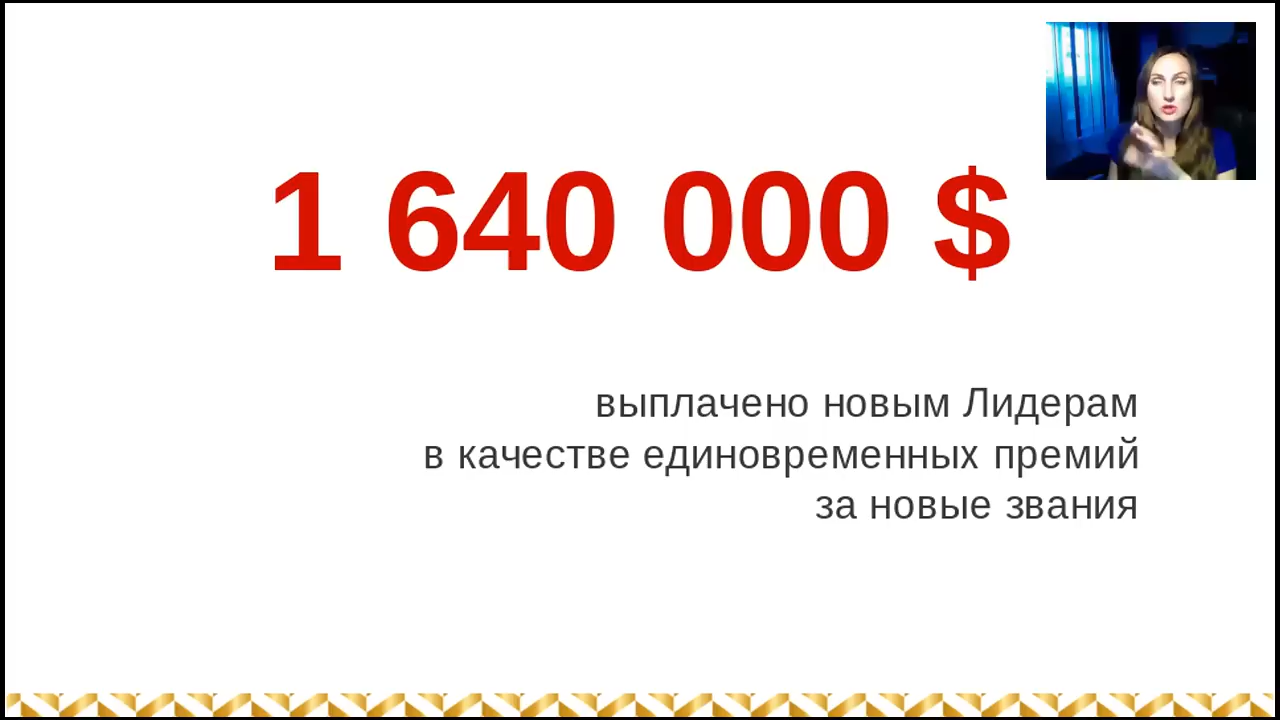 1 640 000 $
выплачено новым Лидерам
в качестве единовременных премий
за новые звания